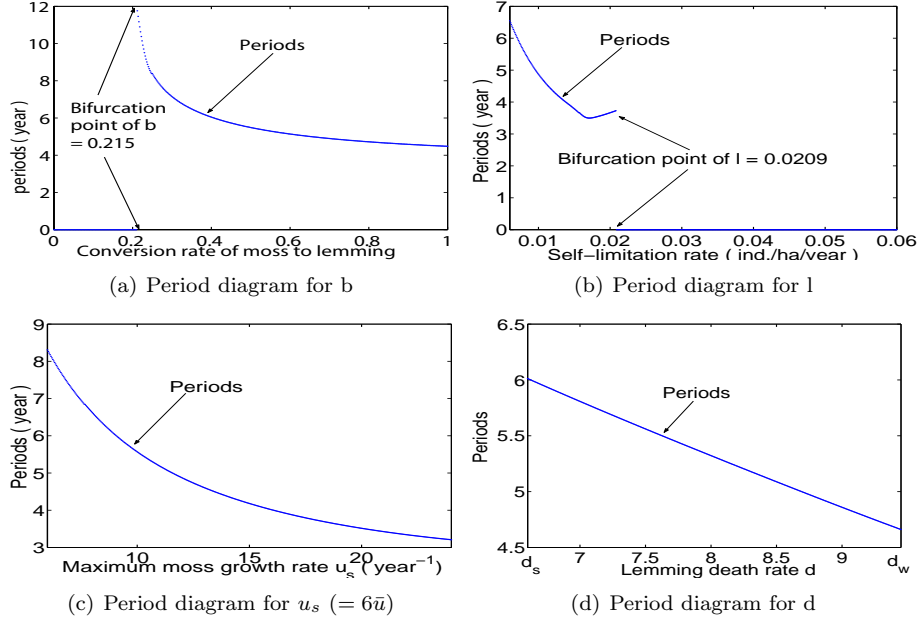 12
10
8
6
4
2
0
periods ( year )
Periods
Bifurcation
point of b
= 0.215
0 0.2 0.4 0.6 0.8 1
Conversion rate of moss to lemming
(a) Period diagram for b
7
6
5
4
3
2
1
0
Periods ( year )
Periods
Bifurcation point of l = 0.0209
0.01 0.02 0.03 0.04 0.05 0.06
Self−limitation rate ( ind./ha/year )
(b) Period diagram for l
9
8
7
6
5
4
3
Periods ( year )
Periods
10 15 20
Maximum moss growth rate u_s ( year⁻¹ )
(c) Period diagram for u_s (= 6ū)
6.5
6
5.5
5
4.5
Periods
Periods
d_s 7 7.5 8 8.5 9 d_w
Lemming death rate d
(d) Period diagram for d